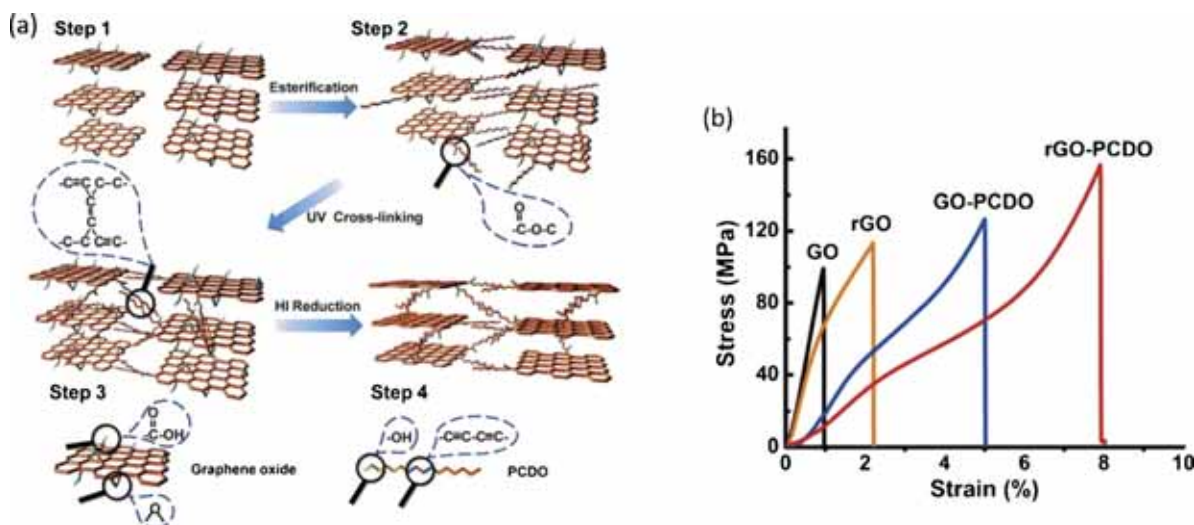 (a)
Step 1
Step 2
Esterification
-C=C C-C-
C
C
C
-C-C C=C-
UV Cross-linking
O
-C-O-C
HI Reduction
Step 3
Step 4
O
-C-OH
Graphene oxide
-OH
-C≡C-C≡C-
PCDO
(b)
Stress (MPa)
160
120
80
40
0
GO
rGO
GO-PCDO
rGO-PCDO
0 2 4 6 8 10
Strain (%)